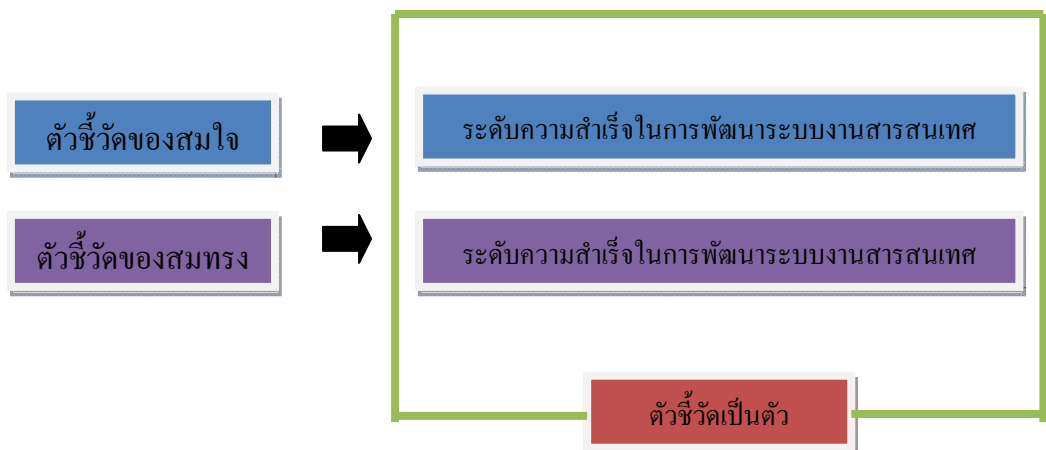 ตัวชี้วัดของสมใจ
ระดับความสำเร็จในการพัฒนาระบบงานสารสนเทศ
ตัวชี้วัดของสมทรง
ระดับความสำเร็จในการพัฒนาระบบงานสารสนเทศ
ตัวชี้วัดเป็นตัว